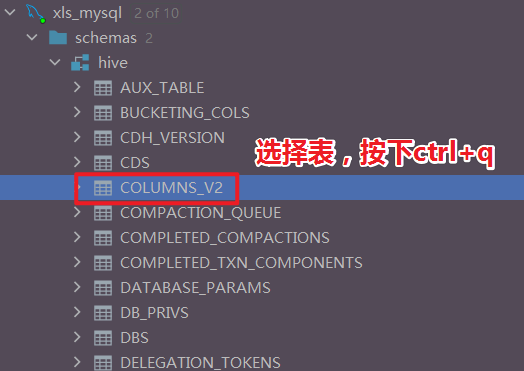 xls_mysql 2 of 10
schemas 2
hive
AUX_TABLE
BUCKETING_COLS
CDH_VERSION
选择表，按下ctrl+q
CDS
COLUMNS_V2
COMPACTION_QUEUE
COMPLETED_COMPACTIONS
COMPLETED_TXN_COMPONENTS
DATABASE_PARAMS
DB_PRIVS
DBS
DELEGATION_TOKENS